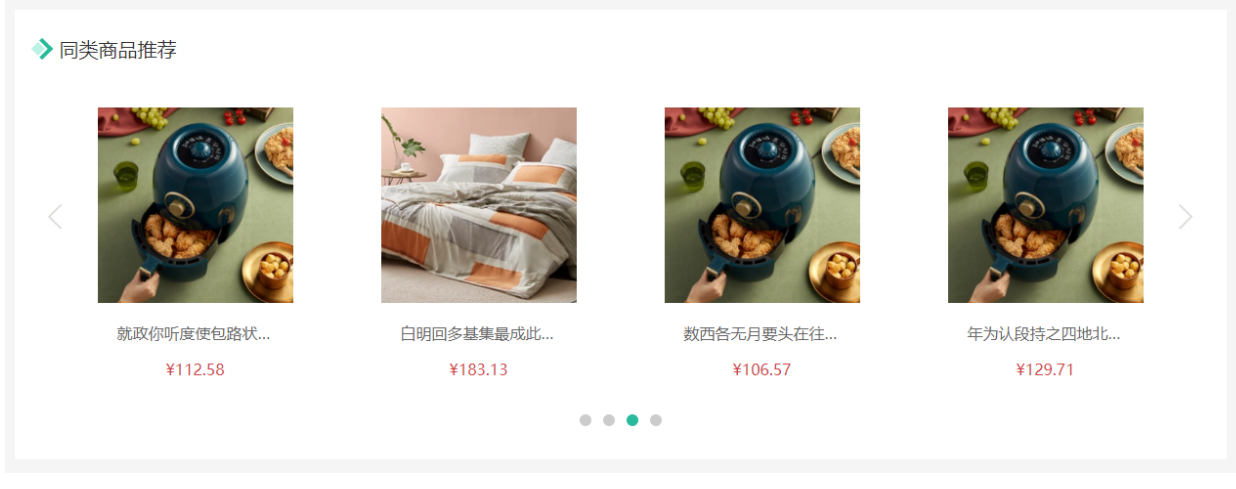 同类商品推荐
就政你听度使包路状...
¥112.58
白明回多基集最成此...
¥183.13
数西各无月要头在往...
¥106.57
年为认段持之四地北...
¥129.71